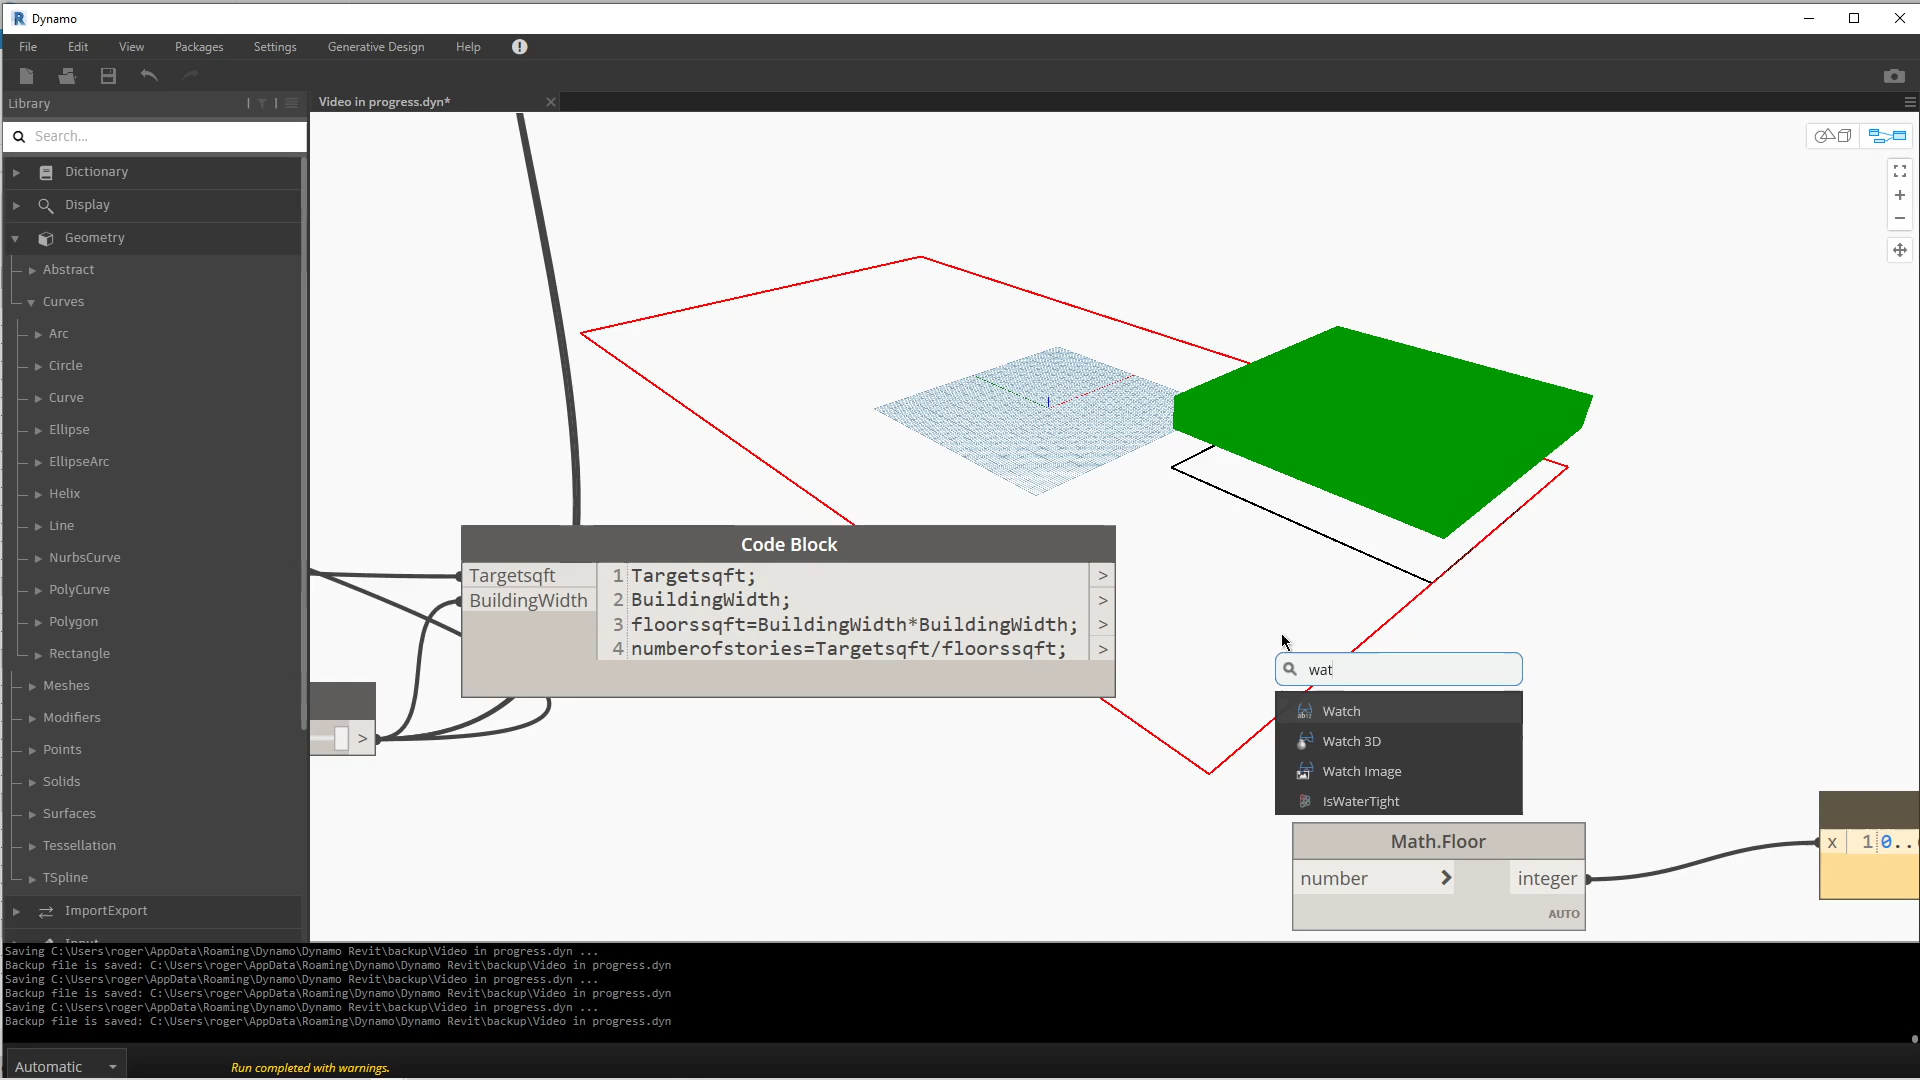 Dynamo
File Edit View Packages Settings Generative Design Help
Library
Video in progress.dyn*
Search...
Dictionary
Display
Geometry
Abstract
Curves
Arc
Circle
Curve
Ellipse
EllipseArc
Helix
Line
NurbsCurve
PolyCurve
Polygon
Rectangle
Meshes
Modifiers
Points
Solids
Surfaces
Tessellation
TSpline
ImportExport
Code Block
Targetsqft
BuildingWidth
1 Targetsqft; >
2 BuildingWidth; >
3 floorssqft=BuildingWidth*BuildingWidth; >
4 numberofstories=Targetsqft/floorssqft; >
>
wat
Watch
Watch 3D
Watch Image
IsWaterTight
Math.Floor
number integer
AUTO
x 1 0..
Saving C:\Users\roger\AppData\Roaming\Dynamo\Dynamo Revit\backup\Video in progress.dyn ...
Backup file is saved: C:\Users\roger\AppData\Roaming\Dynamo\Dynamo Revit\backup\Video in progress.dyn
Saving C:\Users\roger\AppData\Roaming\Dynamo\Dynamo Revit\backup\Video in progress.dyn ...
Backup file is saved: C:\Users\roger\AppData\Roaming\Dynamo\Dynamo Revit\backup\Video in progress.dyn
Saving C:\Users\roger\AppData\Roaming\Dynamo\Dynamo Revit\backup\Video in progress.dyn ...
Backup file is saved: C:\Users\roger\AppData\Roaming\Dynamo\Dynamo Revit\backup\Video in progress.dyn
Automatic
Run completed with warnings.